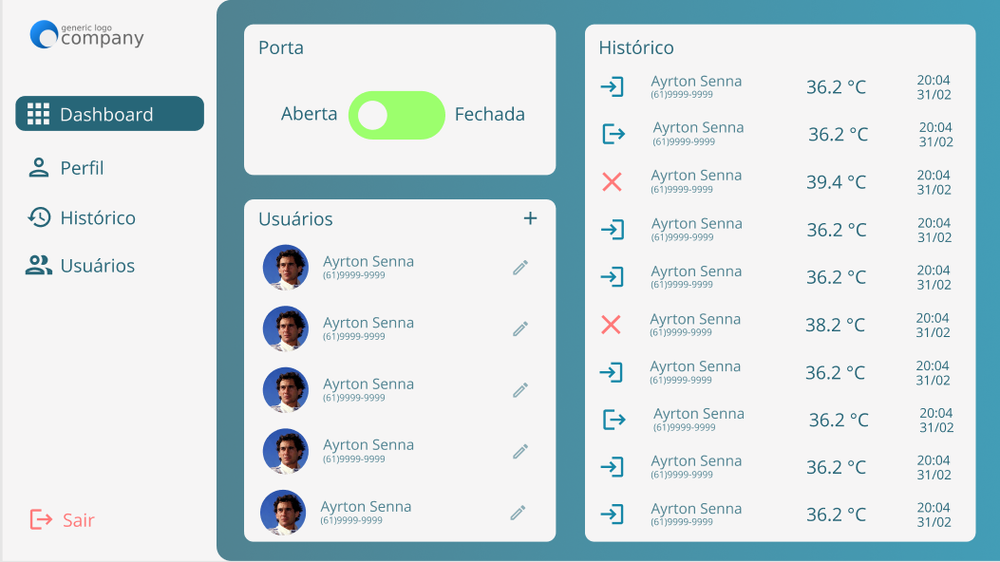 generic logo
company
Dashboard
Perfil
Histórico
Usuários
Sair
Porta
Aberta
Fechada
Usuários
+
Ayrton Senna
(61)9999-9999
Ayrton Senna
(61)9999-9999
Ayrton Senna
(61)9999-9999
Ayrton Senna
(61)9999-9999
Ayrton Senna
(61)9999-9999
Histórico
Ayrton Senna
(61)9999-9999
36.2 °C
20:04
31/02
Ayrton Senna
(61)9999-9999
36.2 °C
20:04
31/02
Ayrton Senna
(61)9999-9999
39.4 °C
20:04
31/02
Ayrton Senna
(61)9999-9999
36.2 °C
20:04
31/02
Ayrton Senna
(61)9999-9999
36.2 °C
20:04
31/02
Ayrton Senna
(61)9999-9999
38.2 °C
20:04
31/02
Ayrton Senna
(61)9999-9999
36.2 °C
20:04
31/02
Ayrton Senna
(61)9999-9999
36.2 °C
20:04
31/02
Ayrton Senna
(61)9999-9999
36.2 °C
20:04
31/02
Ayrton Senna
(61)9999-9999
36.2 °C
20:04
31/02